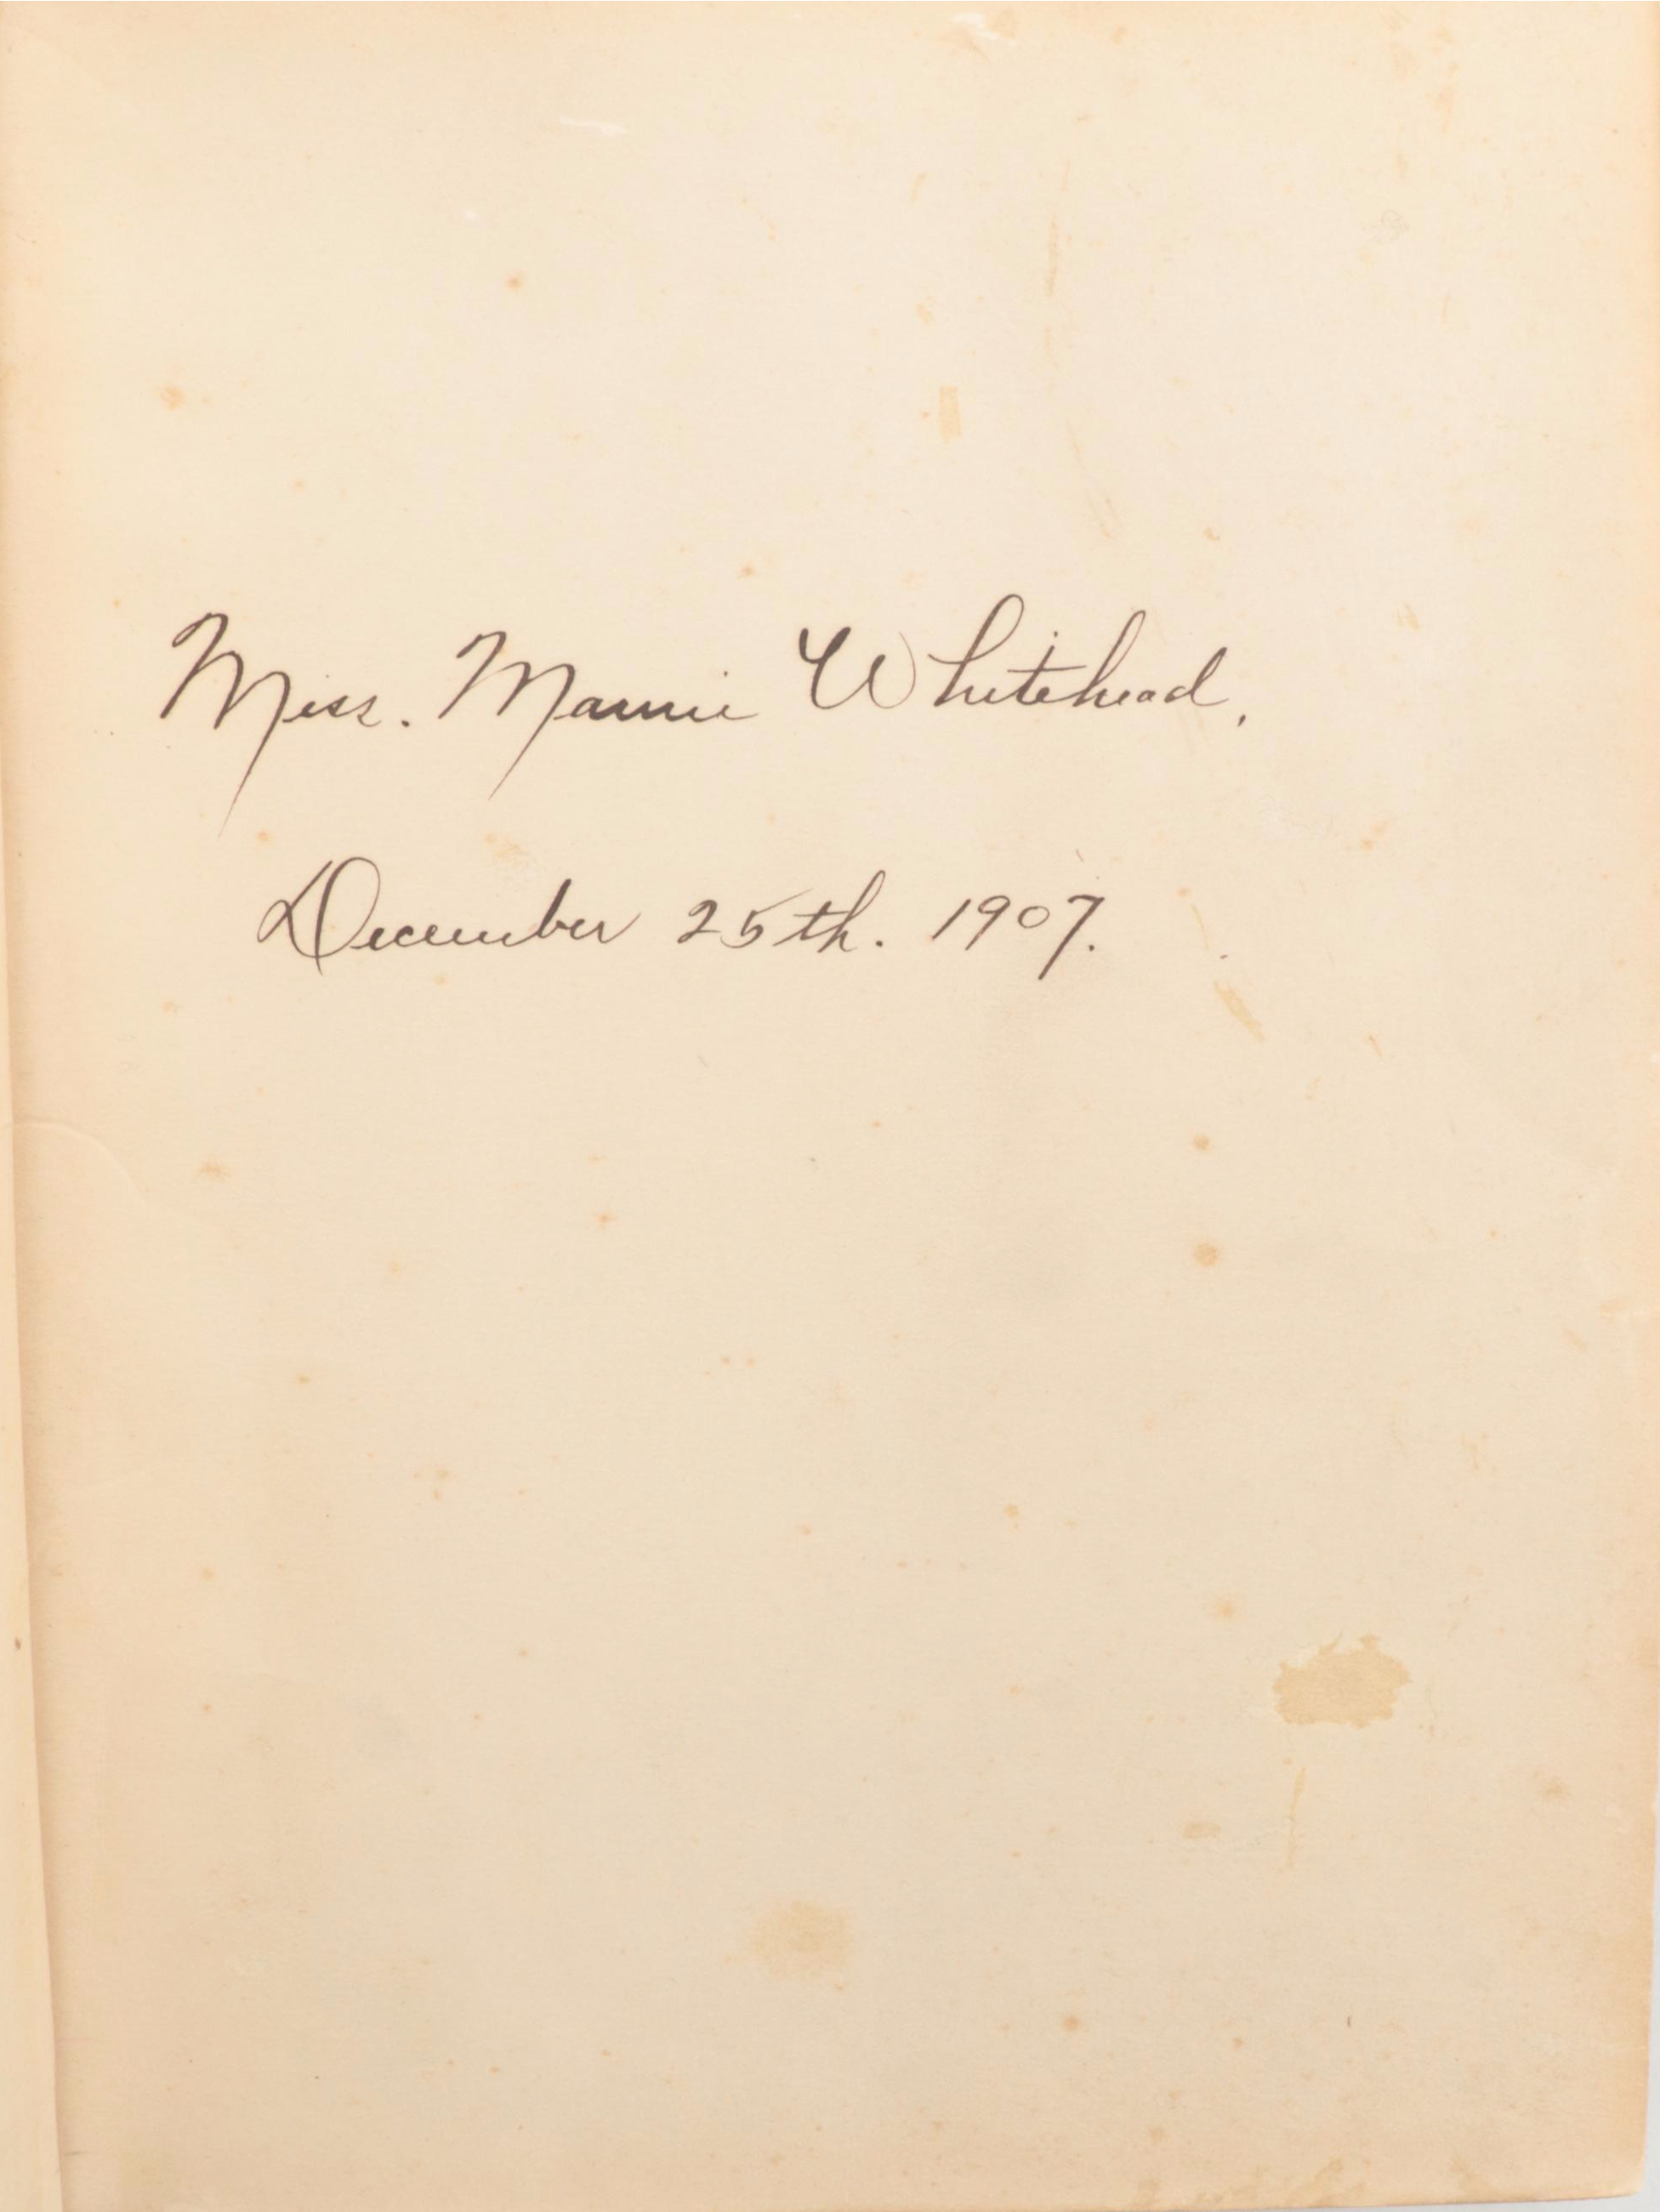 Miss. Mamie Whitehead,
December 25th. 1907.